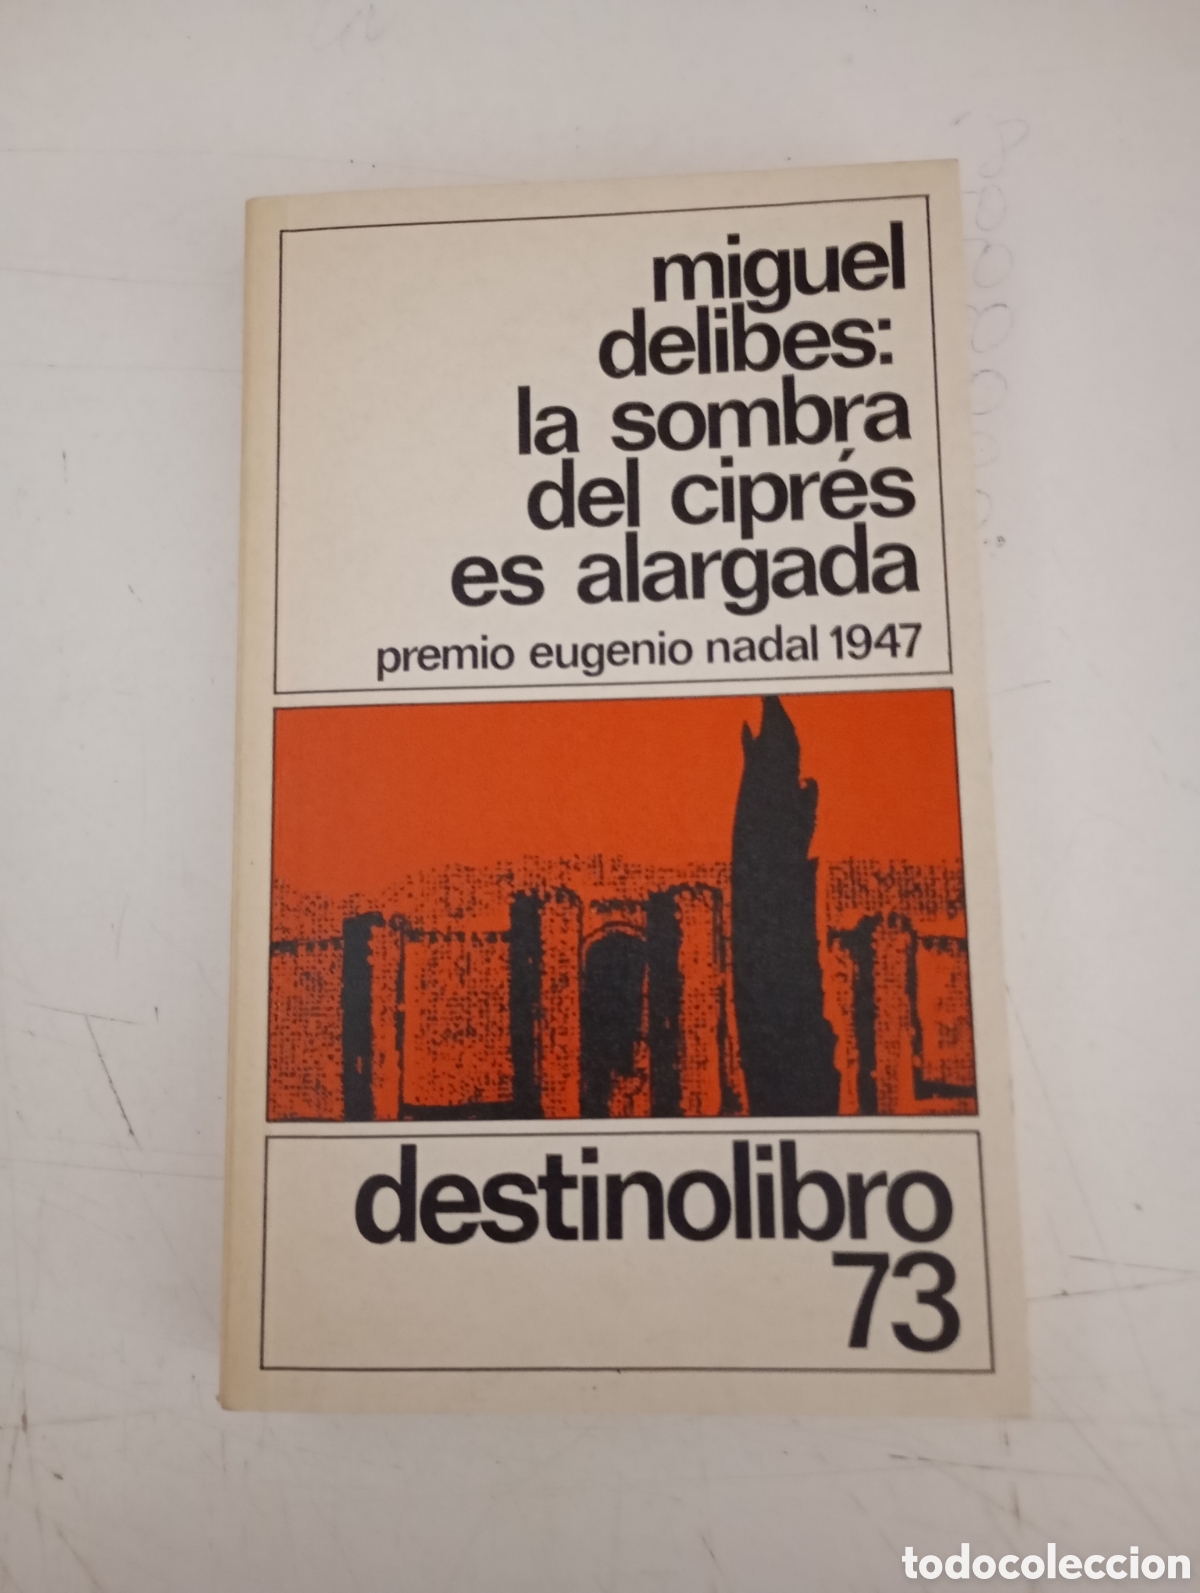 miguel
delibes:
la sombra
del ciprés
es alargada
premio eugenio nadal 1947
destinolibro
73
todocoleccion